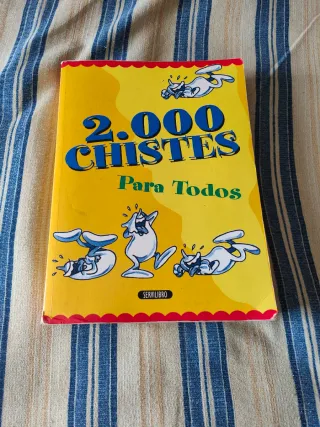 2.000
CHISTES
Para Todos
SERVILIBRO